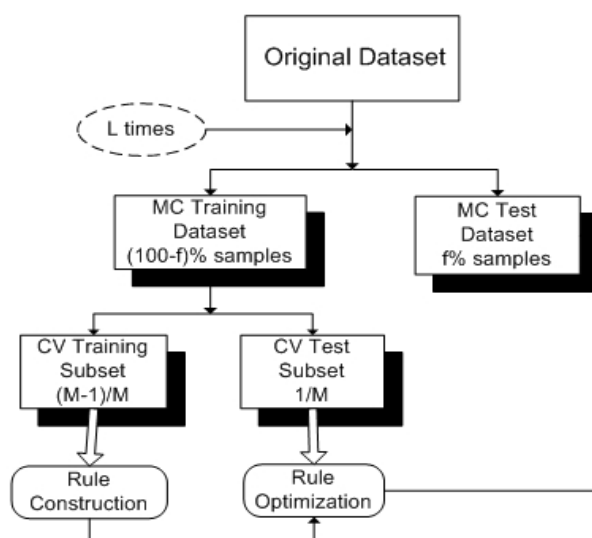 Original Dataset
L times
MC Training
Dataset
(100-f)% samples
MC Test
Dataset
f% samples
CV Training
Subset
(M-1)/M
CV Test
Subset
1/M
Rule
Construction
Rule
Optimization